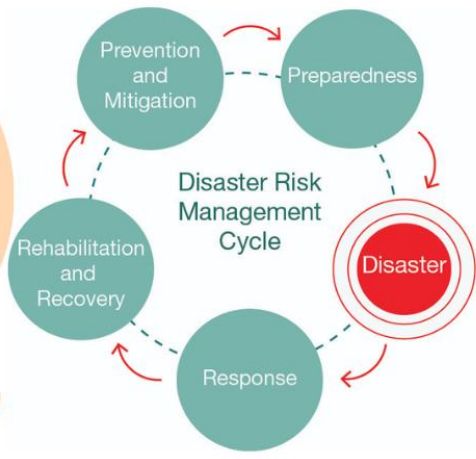 Prevention
and
Mitigation
Preparedness
Disaster Risk
Management
Cycle
Disaster
Rehabilitation
and
Recovery
Response